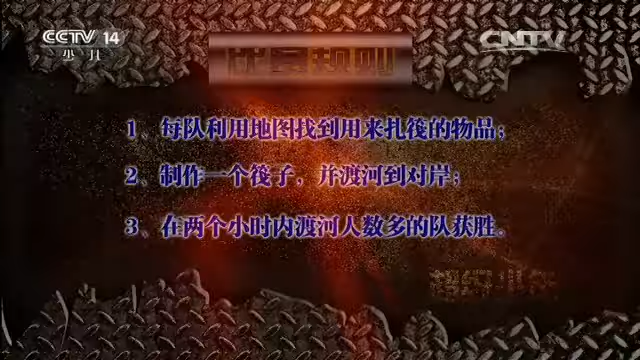 CCTV 14
少儿
CNTV
比赛规则
1、每队利用地图找到用来扎筏的物品;
2、制作一个筏子,并渡河到对岸;
3、在两个小时内渡河人数多的队获胜。